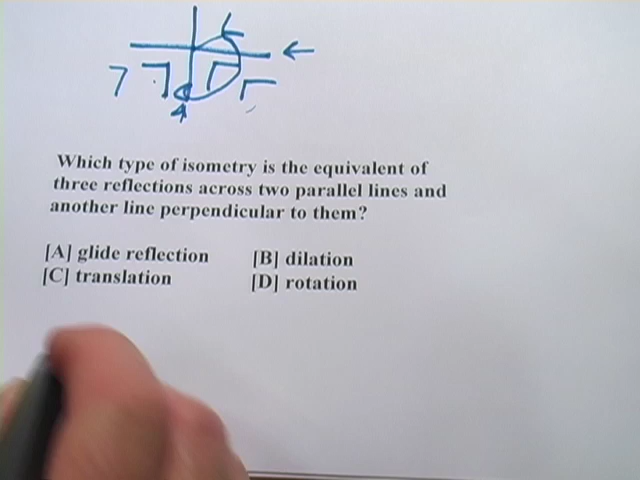 Which type of isometry is the equivalent of
three reflections across two parallel lines and
another line perpendicular to them?
[A] glide reflection [B] dilation
[C] translation [D] rotation